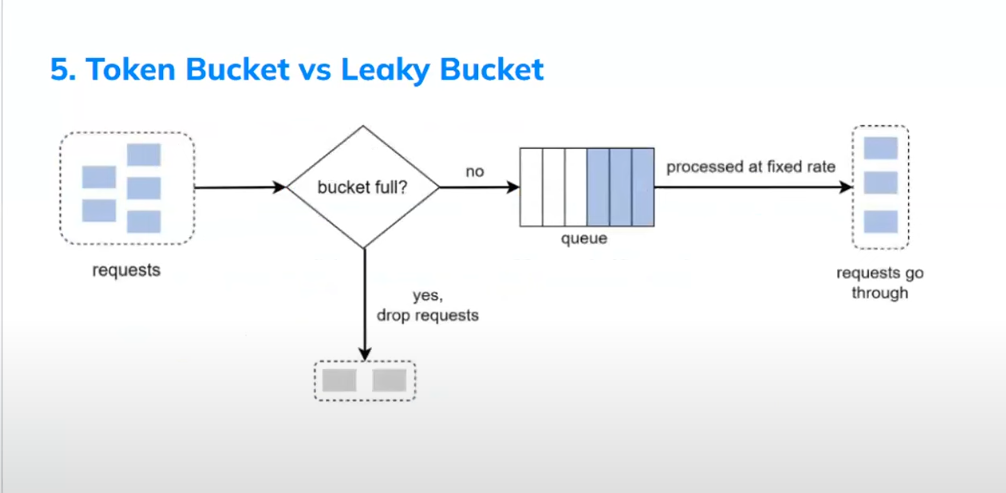 5. Token Bucket vs Leaky Bucket
requests
bucket full?
no
yes,
drop requests
queue
processed at fixed rate
requests go
through